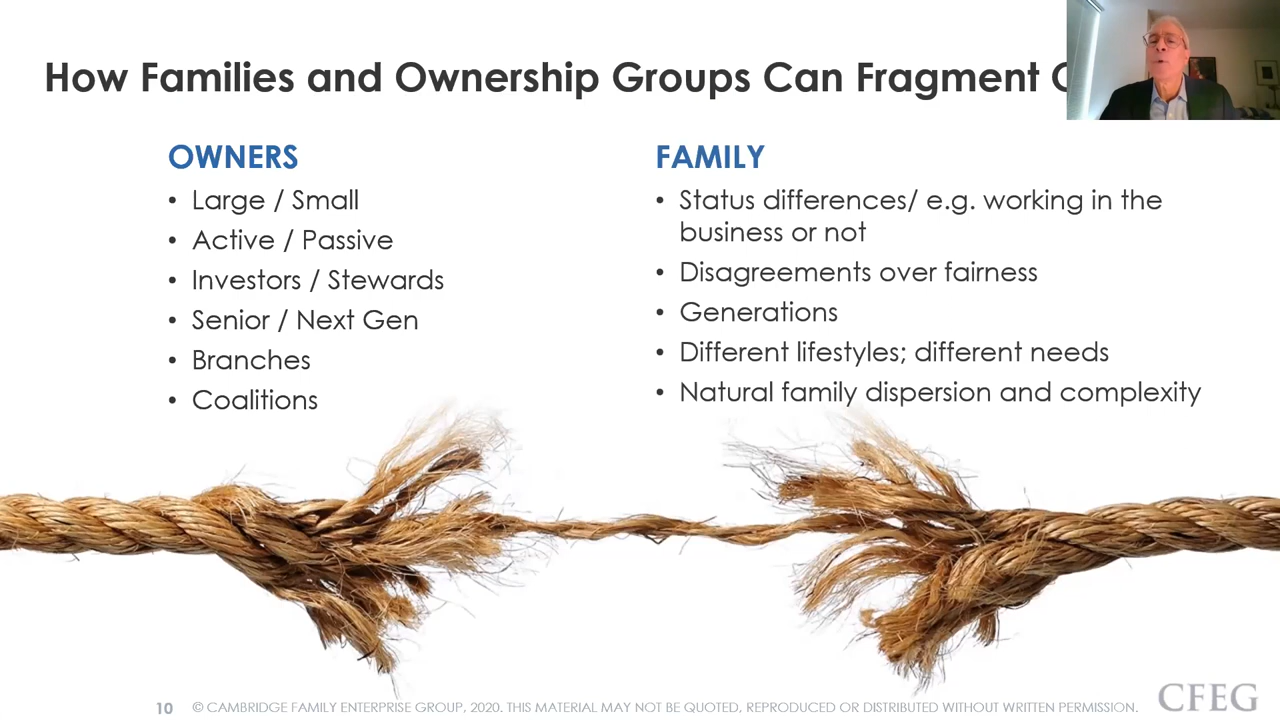 How Families and Ownership Groups Can Fragment
OWNERS
• Large / Small
• Active / Passive
• Investors / Stewards
• Senior / Next Gen
• Branches
• Coalitions
FAMILY
• Status differences/ e.g. working in the
business or not
• Disagreements over fairness
• Generations
• Different lifestyles; different needs
• Natural family dispersion and complexity
10 © CAMBRIDGE FAMILY ENTERPRISE GROUP, 2020. THIS MATERIAL MAY NOT BE QUOTED, REPRODUCED OR DISTRIBUTED WITHOUT WRITTEN PERMISSION.
CFEG